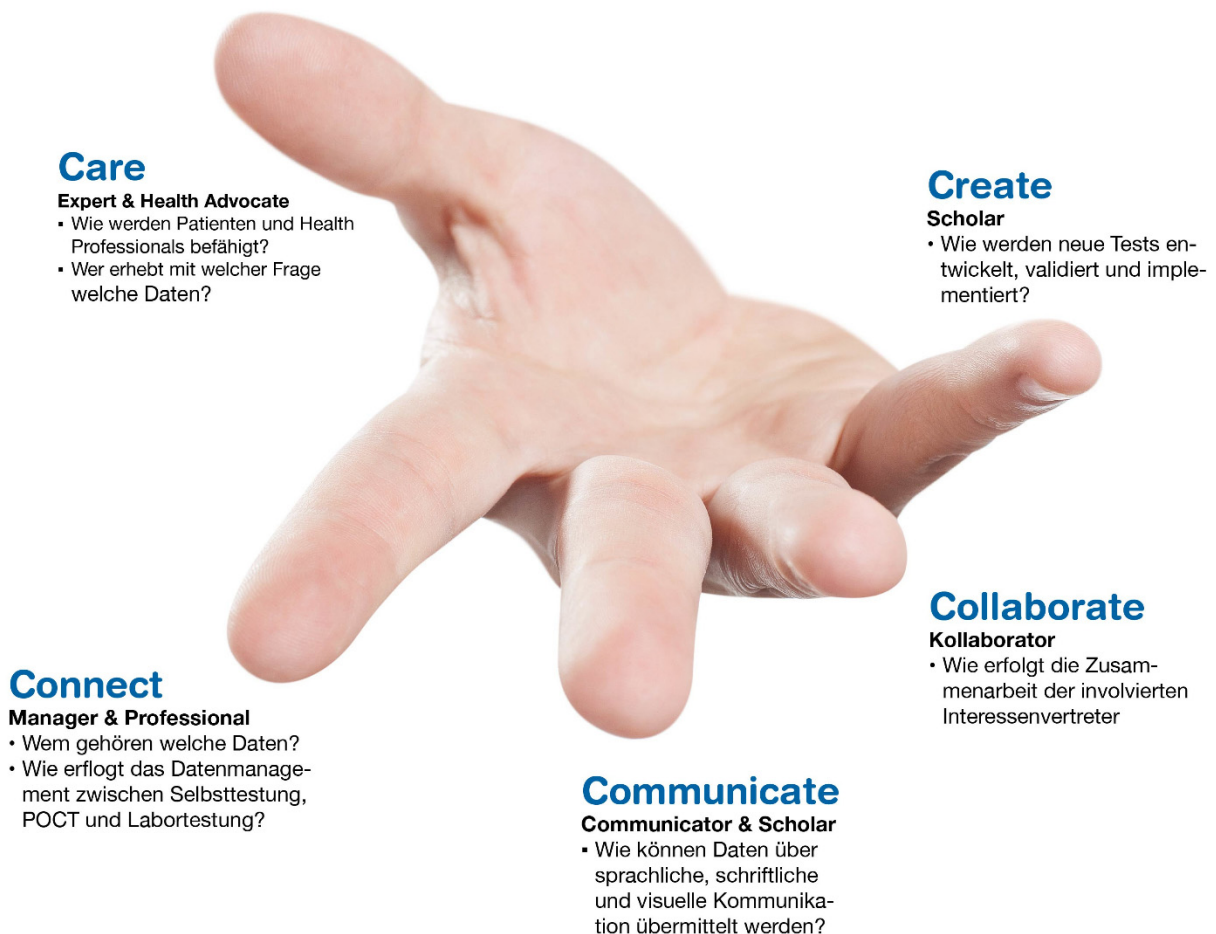 Care
Expert & Health Advocate
▪ Wie werden Patienten und Health
Professionals befähigt?
▪ Wer erhebt mit welcher Frage
welche Daten?
Create
Scholar
• Wie werden neue Tests en-
twickelt, validiert und imple-
mentiert?
Collaborate
Kollaborator
• Wie erfolgt die Zusam-
menarbeit der involvierten
Interessenvertreter
Connect
Manager & Professional
• Wem gehören welche Daten?
• Wie erflogt das Datenmanage-
ment zwischen Selbsttestung,
POCT und Labortestung?
Communicate
Communicator & Scholar
▪ Wie können Daten über
sprachliche, schriftliche
und visuelle Kommunika-
tion übermittelt werden?